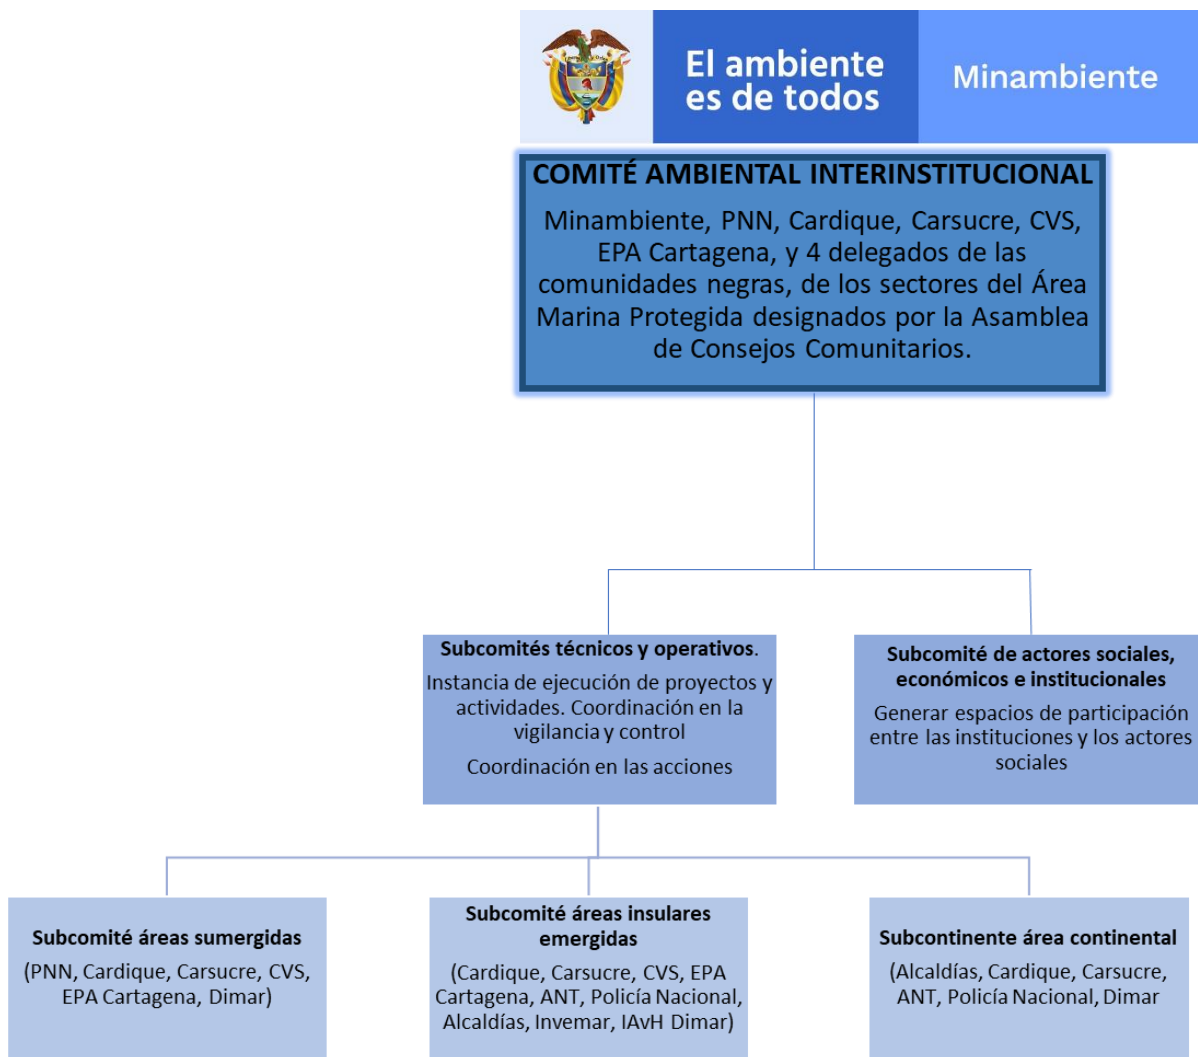 El ambiente
es de todos
Minambiente
COMITÉ AMBIENTAL INTERINSTITUCIONAL
Minambiente, PNN, Cardique, Carsucre, CVS,
EPA Cartagena, y 4 delegados de las
comunidades negras, de los sectores del Área
Marina Protegida designados por la Asamblea
de Consejos Comunitarios.
Subcomités técnicos y operativos.
Instancia de ejecución de proyectos y
actividades. Coordinación en la
vigilancia y control
Coordinación en las acciones
Subcomité de actores sociales,
económicos e institucionales
Generar espacios de participación
entre las instituciones y los actores
sociales
Subcomité áreas sumergidas
(PNN, Cardique, Carsucre, CVS,
EPA Cartagena, Dimar)
Subcomité áreas insulares
emergidas
(Cardique, Carsucre, CVS, EPA
Cartagena, ANT, Policía Nacional,
Alcaldías, Invemar, IAvH Dimar)
Subcontinente área continental
(Alcaldías, Cardique, Carsucre,
ANT, Policía Nacional, Dimar